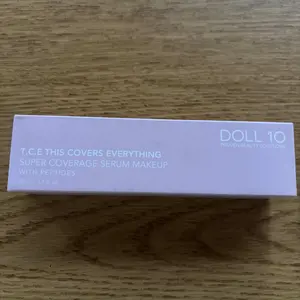 DOLL 10
T.C.E THIS COVERS EVERYTHING
SUPER COVERAGE SERUM MAKEUP
WITH PEPTIDES